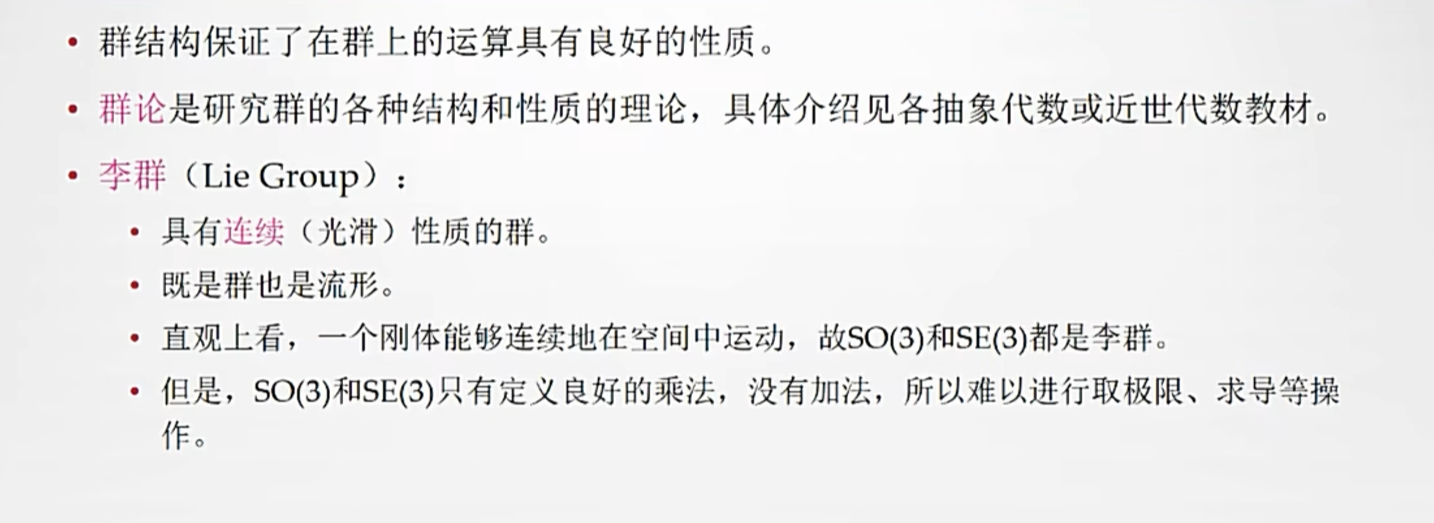 • 群结构保证了在群上的运算具有良好的性质。
• 群论是研究群的各种结构和性质的理论，具体介绍见各抽象代数或近世代数教材。
• 李群（Lie Group）：
• 具有连续（光滑）性质的群。
• 既是群也是流形。
• 直观上看，一个刚体能够连续地在空间中运动，故SO(3)和SE(3)都是李群。
• 但是，SO(3)和SE(3)只有定义良好的乘法，没有加法，所以难以进行取极限、求导等操
作。